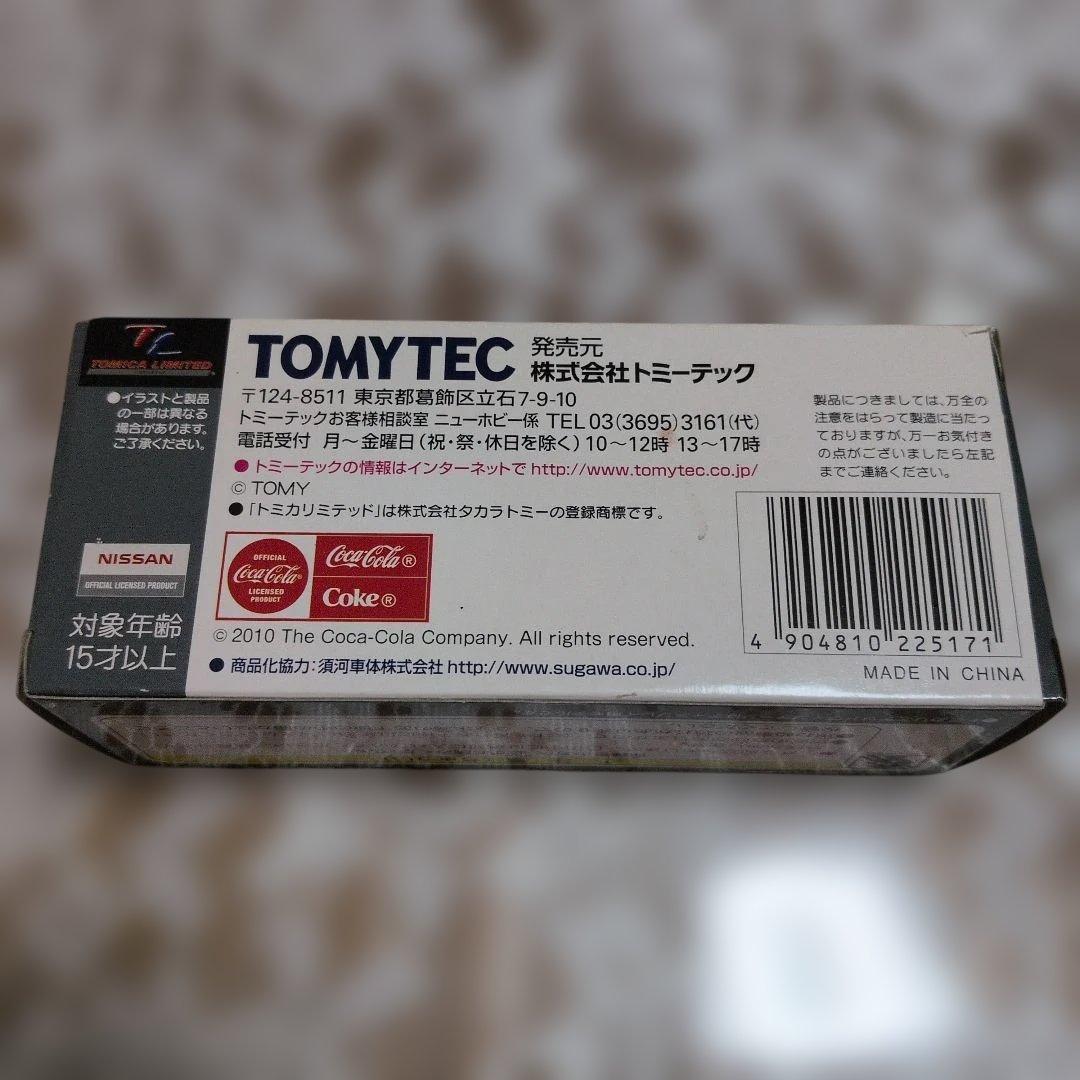 TL
TOMICA LIMITED
●イラストと製品
の一部は異なる
場合があります。
ご了承ください。
NISSAN
OFFICIAL LICENSED PRODUCT
対象年齢
15才以上
TOMYTEC 発売元
株式会社トミーテック
〒124-8511 東京都葛飾区立石7-9-10
トミーテックお客様相談室 ニューホビー係 TEL 03(3695)3161(代)
電話受付 月～金曜日(祝・祭・休日を除く)10～12時 13～17時
●トミーテックの情報はインターネットで http://www.tomytec.co.jp/
© TOMY
●「トミカリミテッド」は株式会社タカラトミーの登録商標です。
OFFICIAL
Coca-Cola®
LICENSED
PRODUCT
Coca-Cola®
Coke®
© 2010 The Coca-Cola Company. All rights reserved.
●商品化協力：須河車体株式会社 http://www.sugawa.co.jp/
製品につきましては、万全の
注意をはらって製造に当たっ
ておりますが、万一お気付き
の点がございましたら左記
までご連絡ください。
4 904810 225171
MADE IN CHINA